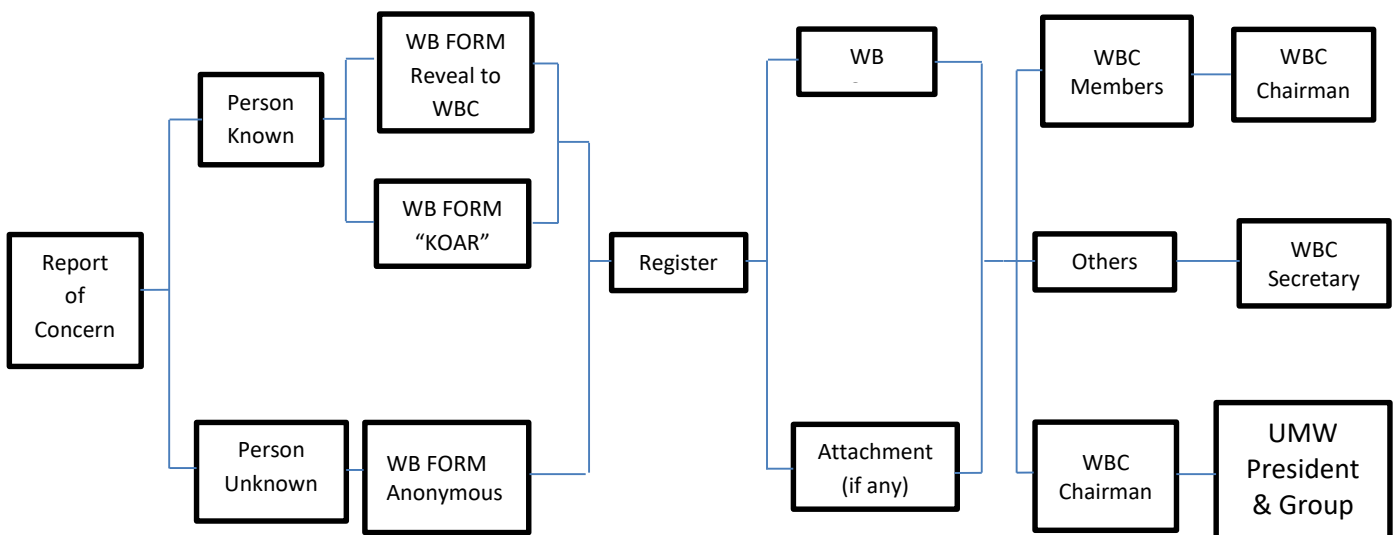 WB FORM
Reveal to
WBC
Person
Known
WB FORM
“KOAR”
Report
of
Concern
Person
Unknown
WB FORM
Anonymous
Register
WB
Attachment
(if any)
WBC
Members
WBC
Chairman
Others
WBC
Secretary
WBC
Chairman
UMW
President
& Group